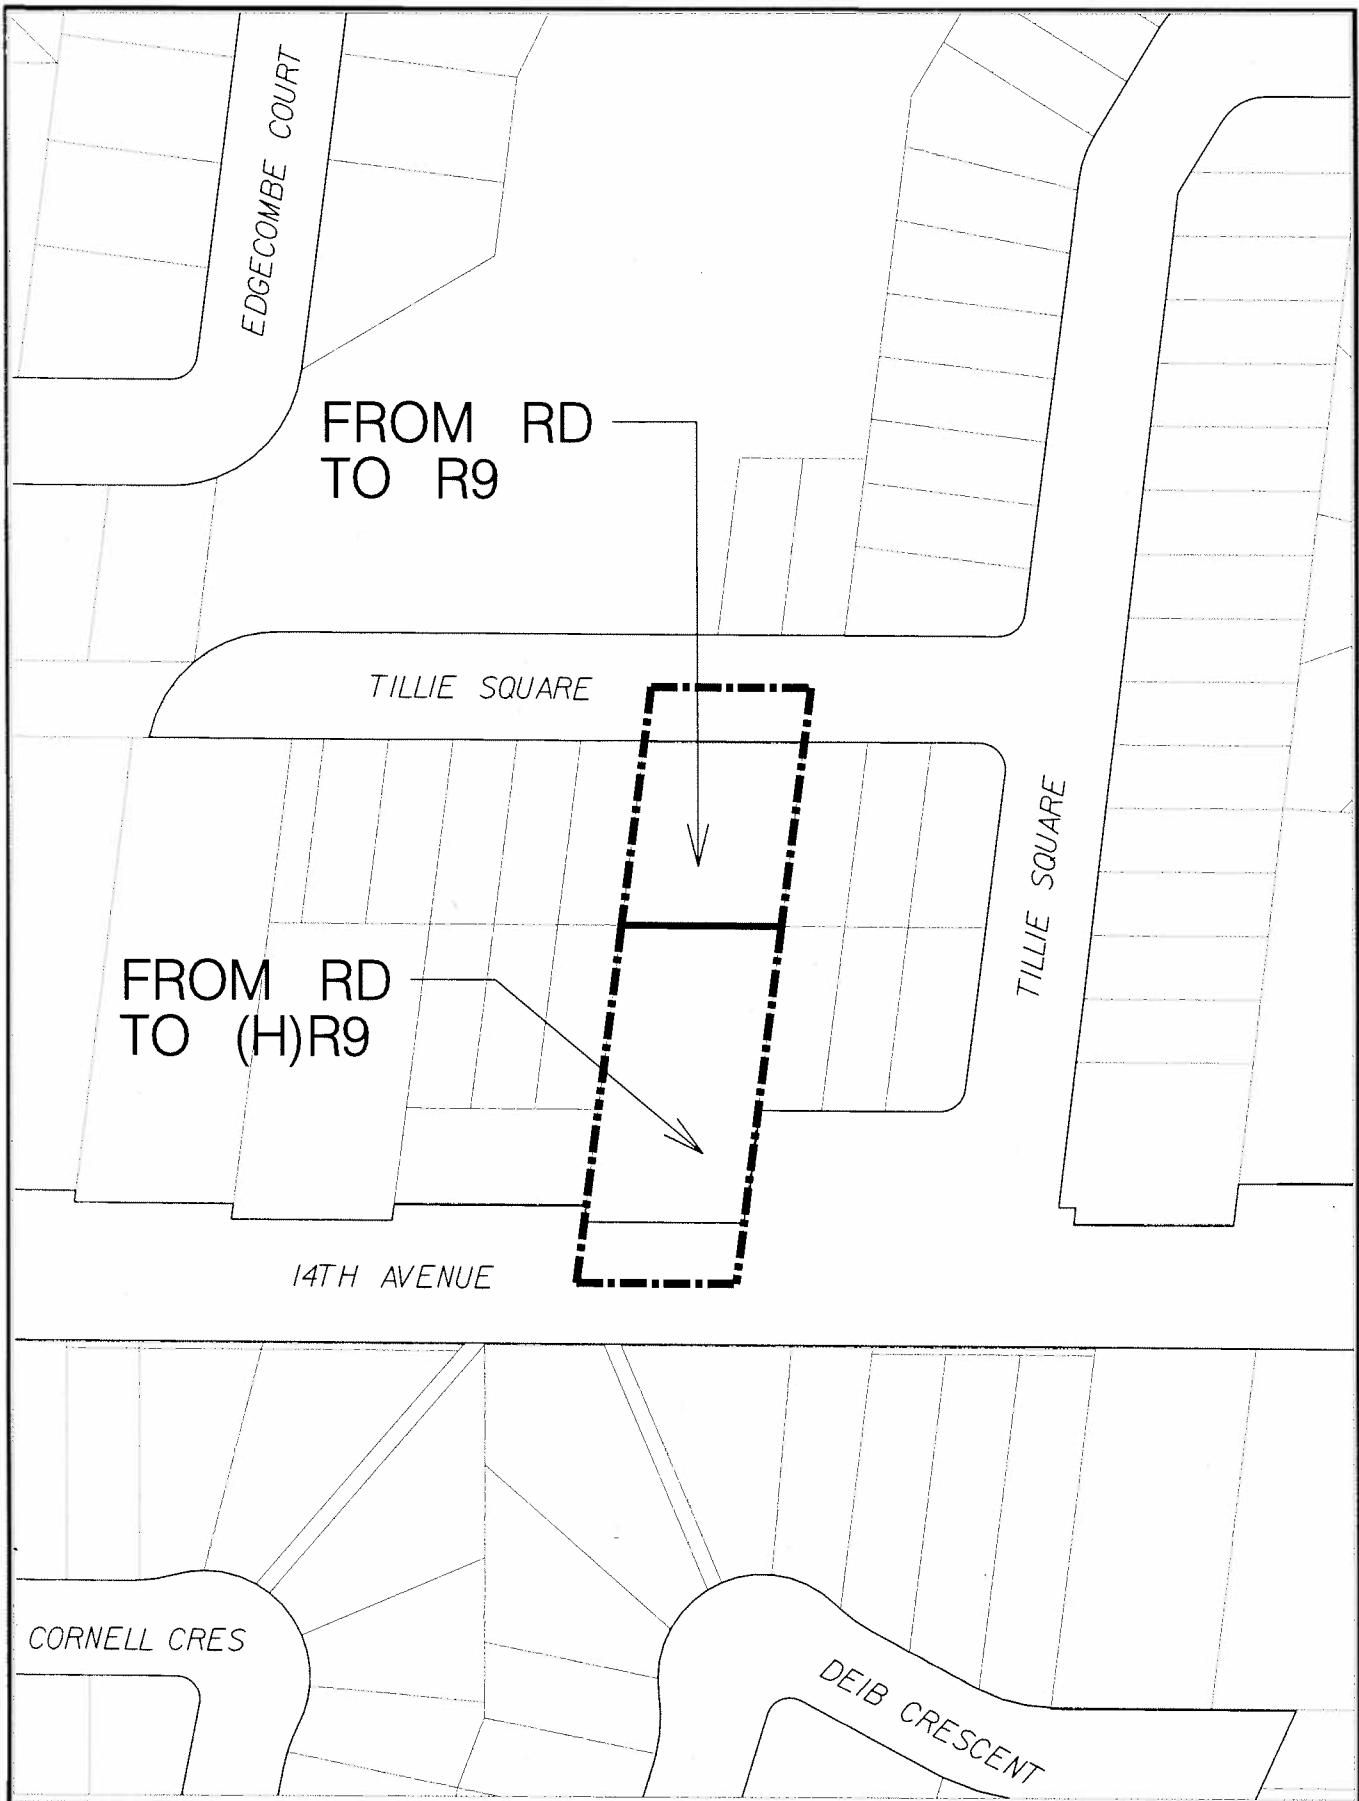 EDGECOMBE COURT
FROM RD
TO R9
TILLIE SQUARE
TILLIE SQUARE
FROM RD
TO (H)R9
14TH AVENUE
CORNELL CRES
DEIB CRESCENT